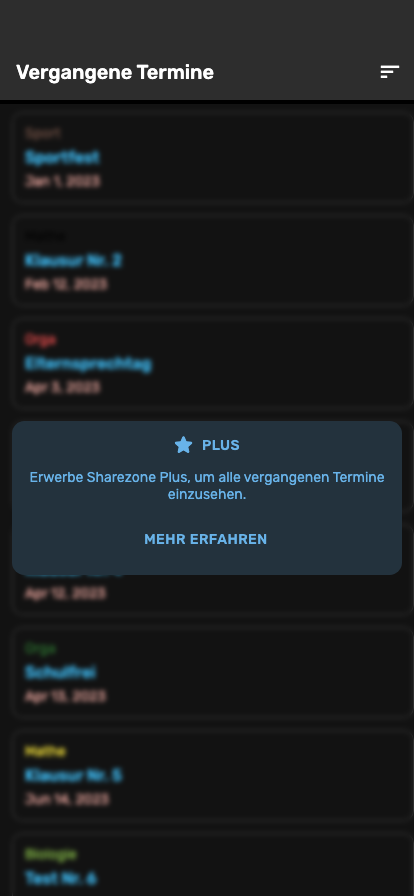 Vergangene Termine
Sport
Sportfest
Jan 1, 2023
Klausur Nr. 2
Feb 12, 2023
Orga
Elternsprechtag
Apr 3, 2023
PLUS
Erwerbe Sharezone Plus, um alle vergangenen Termine
einzusehen.
MEHR ERFAHREN
Apr 12, 2023
Orga
Schulfrei
Apr 13, 2023
Mathe
Klausur Nr. 5
Jun 14, 2023
Biologie
Test Nr. 6